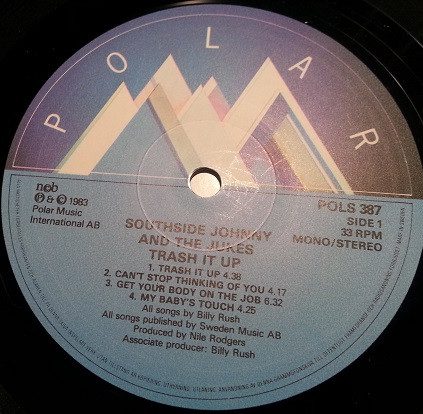 POLAR
ncb
℗ & © 1983
Polar Music
International AB
POLS 387
SIDE 1
33 RPM
MONO/STEREO
SOUTHSIDE JOHNNY
AND THE JUKES
TRASH IT UP
1. TRASH IT UP 4.38
2. CAN'T STOP THINKING OF YOU 4.17
3. GET YOUR BODY ON THE JOB 6.32
4. MY BABY'S TOUCH 4.25
All songs by Billy Rush
All songs published by Sweden Music AB
Produced by Nile Rodgers
Associate producer: Billy Rush